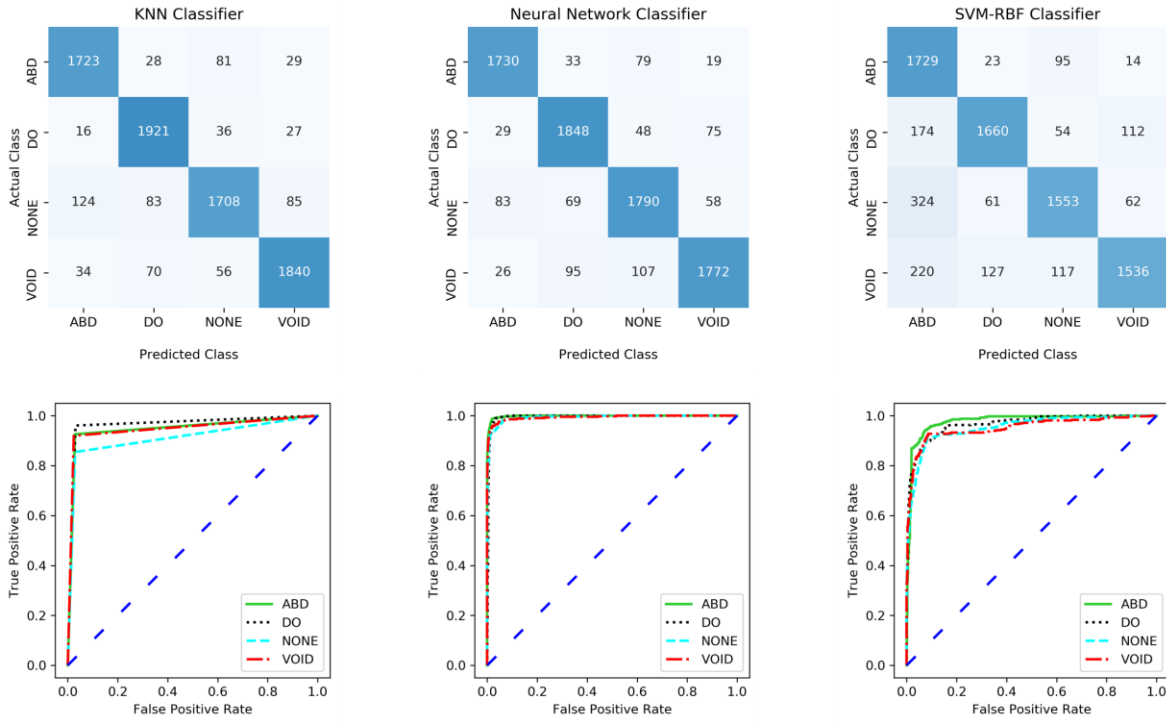 KNN Classifier
ABD 1723 28 81 29
DO 16 1921 36 27
NONE 124 83 1708 85
VOID 34 70 56 1840
Actual Class
ABD DO NONE VOID
Predicted Class
Neural Network Classifier
ABD 1730 33 79 19
DO 29 1848 48 75
NONE 83 69 1790 58
VOID 26 95 107 1772
Actual Class
ABD DO NONE VOID
Predicted Class
SVM-RBF Classifier
ABD 1729 23 95 14
DO 174 1660 54 112
NONE 324 61 1553 62
VOID 220 127 117 1536
Actual Class
ABD DO NONE VOID
Predicted Class
1.0
0.8
0.6
0.4
0.2
0.0
True Positive Rate
ABD
DO
NONE
VOID
0.0 0.2 0.4 0.6 0.8 1.0
False Positive Rate
1.0
0.8
0.6
0.4
0.2
0.0
True Positive Rate
ABD
DO
NONE
VOID
0.0 0.2 0.4 0.6 0.8 1.0
False Positive Rate
1.0
0.8
0.6
0.4
0.2
0.0
True Positive Rate
ABD
DO
NONE
VOID
0.0 0.2 0.4 0.6 0.8 1.0
False Positive Rate